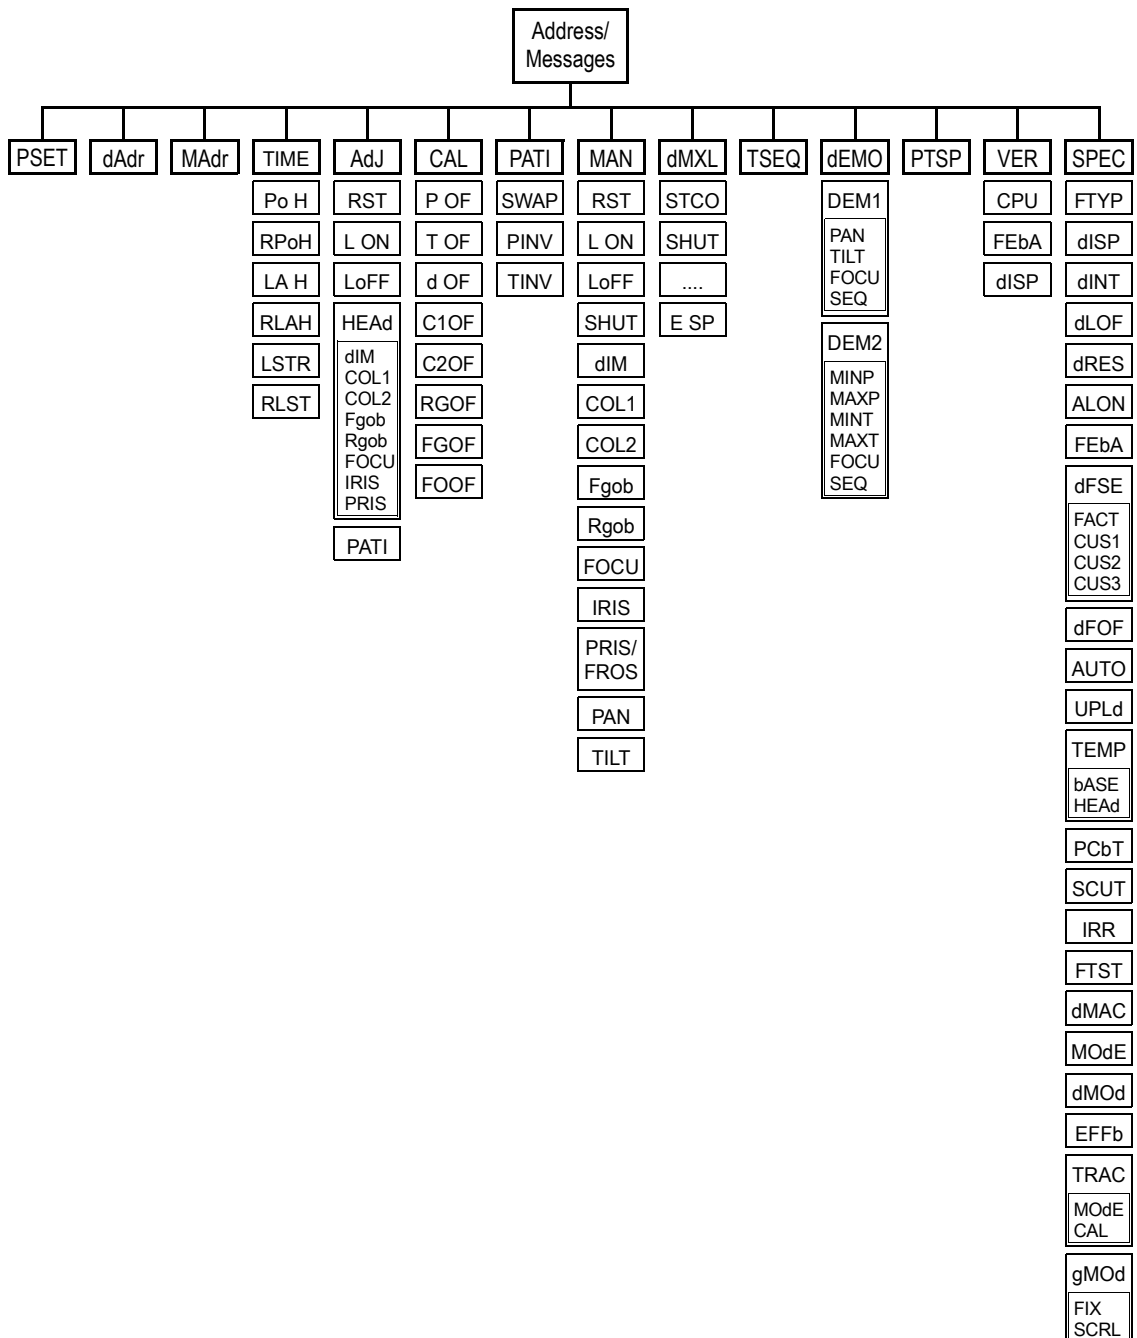 Address/
Messages
PSET
dAdr
MAdr
TIME
Po H
RPoH
LA H
RLAH
LSTR
RLST
AdJ
RST
L ON
LoFF
HEAd
dIM
COL1
COL2
Fgob
Rgob
FOCU
IRIS
PRIS
PATI
CAL
P OF
T OF
d OF
C1OF
C2OF
RGOF
FGOF
FOOF
PATI
SWAP
PINV
TINV
MAN
RST
L ON
LoFF
SHUT
dIM
COL1
COL2
Fgob
Rgob
FOCU
IRIS
PRIS/
FROS
PAN
TILT
dMXL
STCO
SHUT
....
E SP
TSEQ
dEMO
DEM1
PAN
TILT
FOCU
SEQ
DEM2
MINP
MAXP
MINT
MAXT
FOCU
SEQ
PTSP
VER
CPU
FEbA
dISP
SPEC
FTYP
dISP
dINT
dLOF
dRES
ALON
FEbA
dFSE
FACT
CUS1
CUS2
CUS3
dFOF
AUTO
UPLd
TEMP
bASE
HEAd
PCbT
SCUT
IRR
FTST
dMAC
MOdE
dMOd
EFFb
TRAC
MOdE
CAL
gMOd
FIX
SCRL